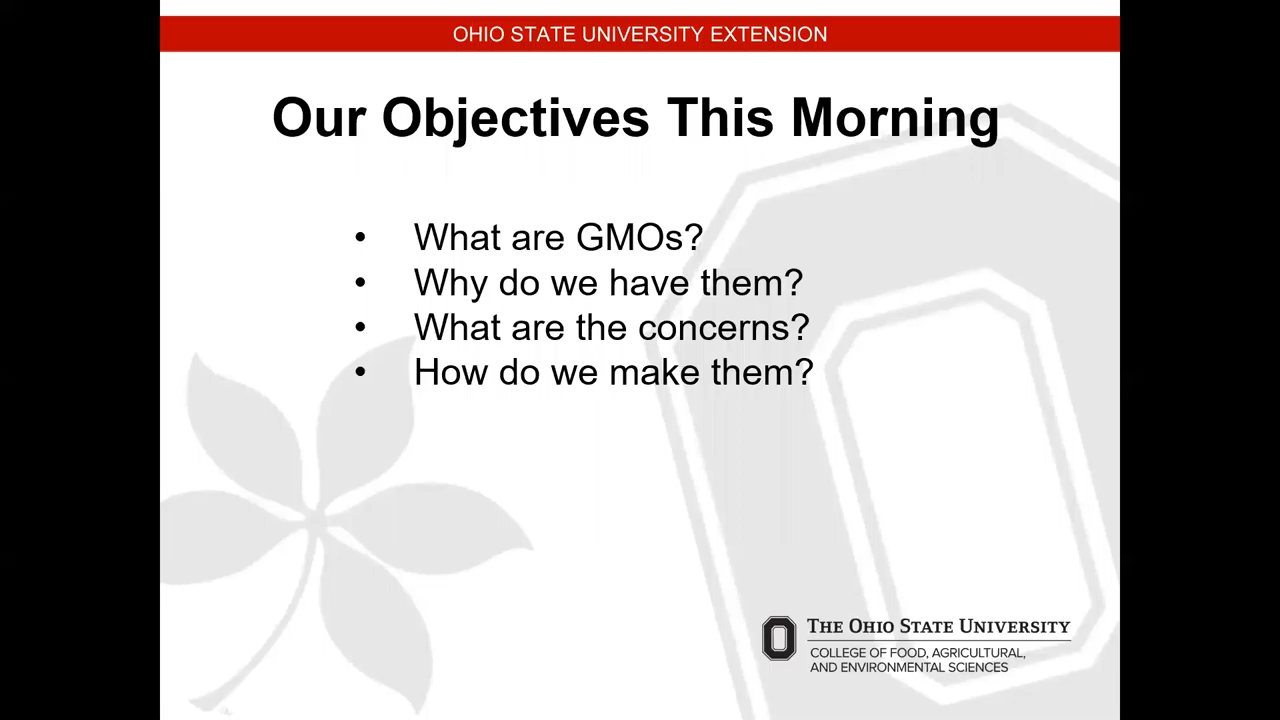 OHIO STATE UNIVERSITY EXTENSION
Our Objectives This Morning
• What are GMOs?
• Why do we have them?
• What are the concerns?
• How do we make them?
THE OHIO STATE UNIVERSITY
COLLEGE OF FOOD, AGRICULTURAL,
AND ENVIRONMENTAL SCIENCES